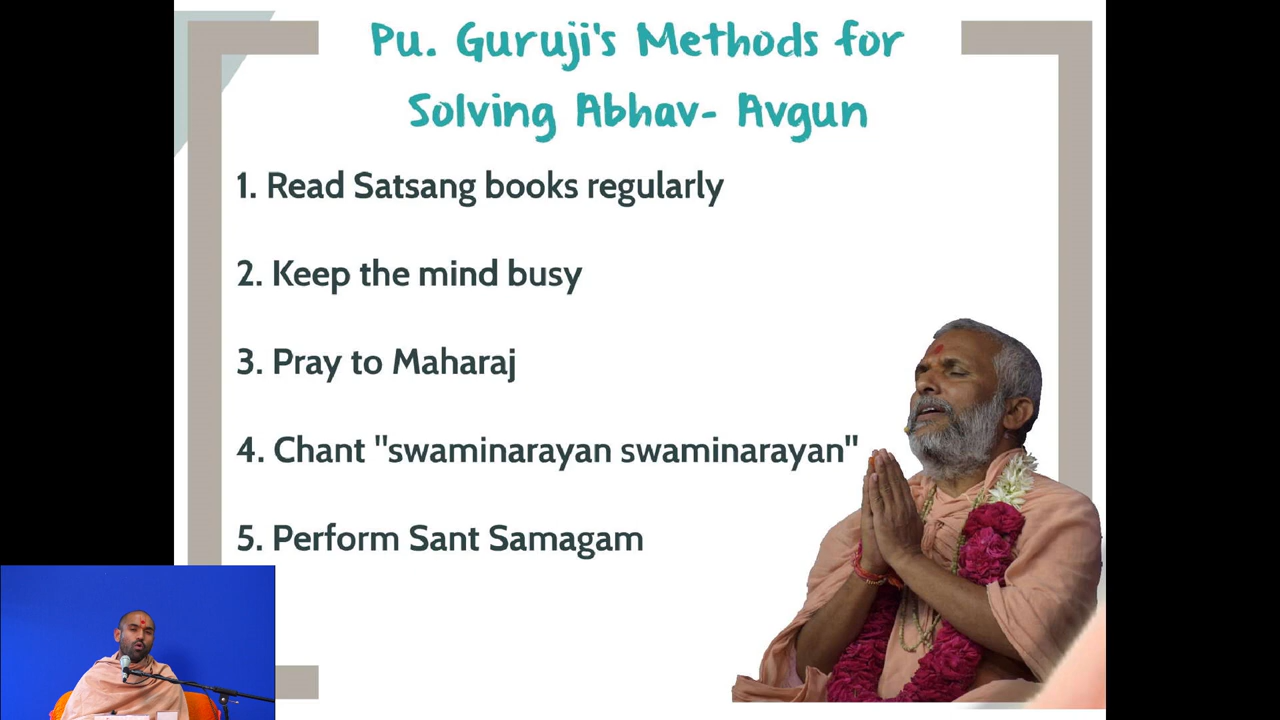 Pu. Guruji's Methods for
Solving Abhav- Avgun
1. Read Satsang books regularly
2. Keep the mind busy
3. Pray to Maharaj
4. Chant "swaminarayan swaminarayan"
5. Perform Sant Samagam